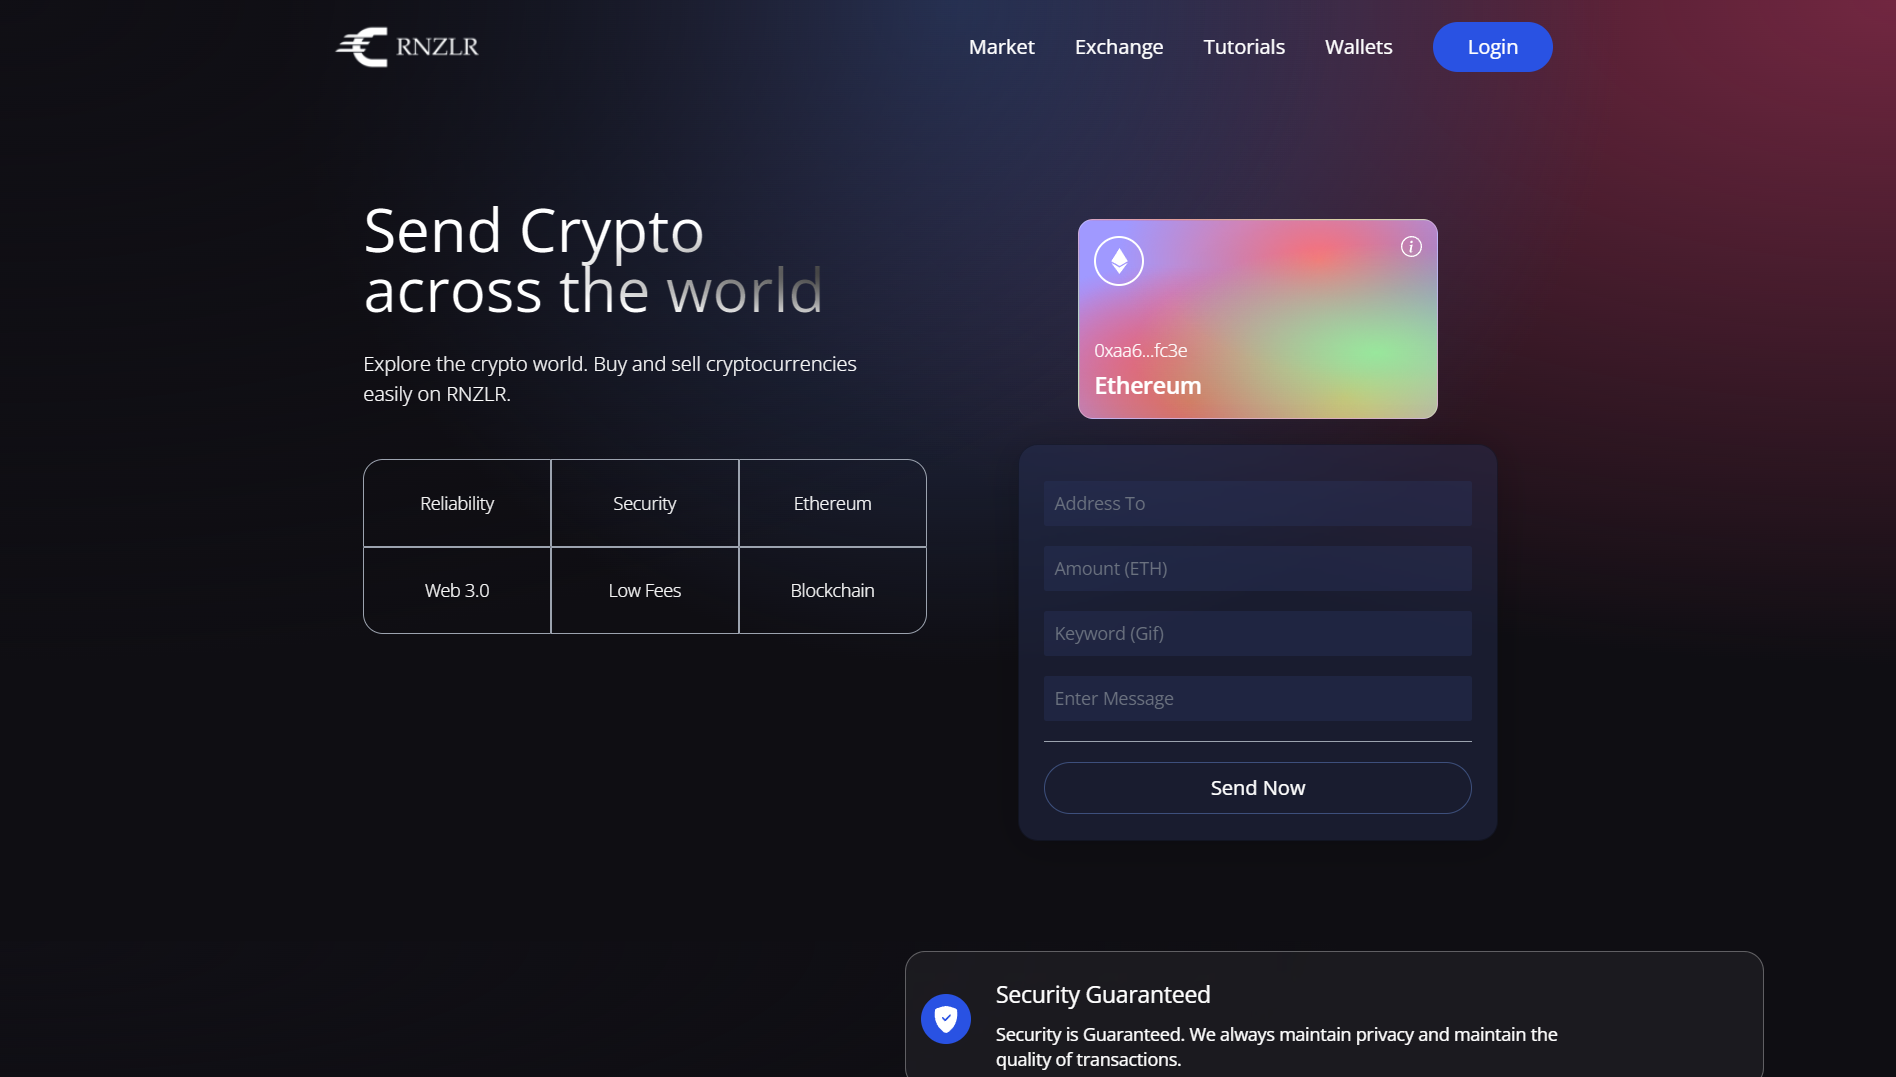 RNZLR
Market
Exchange
Tutorials
Wallets
Login
Send Crypto
across the world
Explore the crypto world. Buy and sell cryptocurrencies
easily on RNZLR.
Reliability
Security
Ethereum
Web 3.0
Low Fees
Blockchain
0xaa6...fc3e
Ethereum
Address To
Amount (ETH)
Keyword (Gif)
Enter Message
Send Now
Security Guaranteed
Security is Guaranteed. We always maintain privacy and maintain the
quality of transactions.